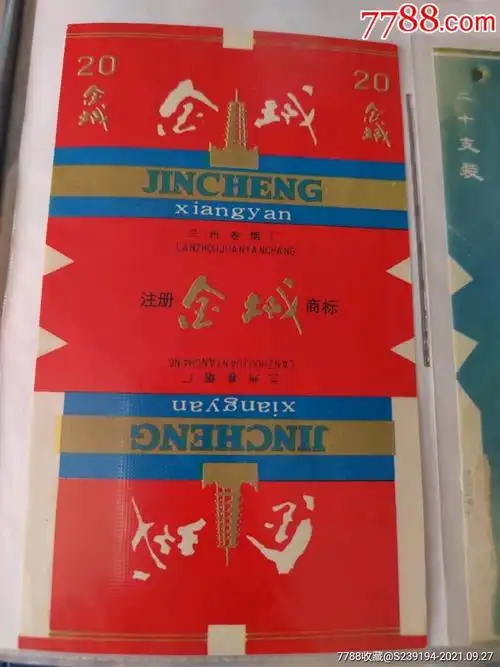 7788.com
20
金城
金城
20
金城
JINCHENG
xiangyan
兰州卷烟厂
LANZHOUJUANYANCHANG
注册 金城 商标
兰州卷烟厂
LANZHOUJUANYANCHANG
xiangyan
JINCHENG
金城
二十支装
7788收藏@S239194-2021.09.27